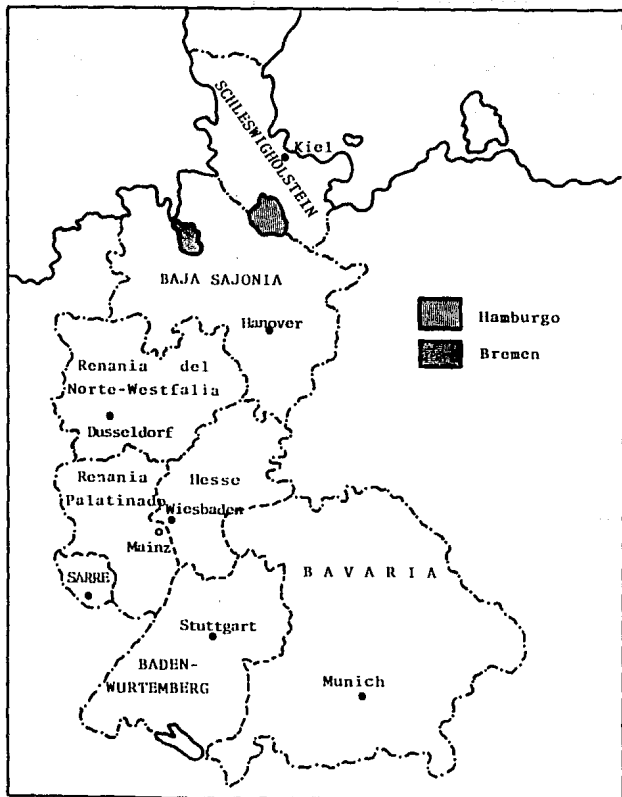 SCHLESWIGHOLSTEIN
Kiel
BAJA SAJONIA
Hanover
Hamburgo
Bremen
Renania del
Norte-Westfalia
Dusseldorf
Renania
Palatinado
Hesse
Wiesbaden
Mainz
SARRE
BAVARIA
Stuttgart
BADEN-
WURTEMBERG
Munich